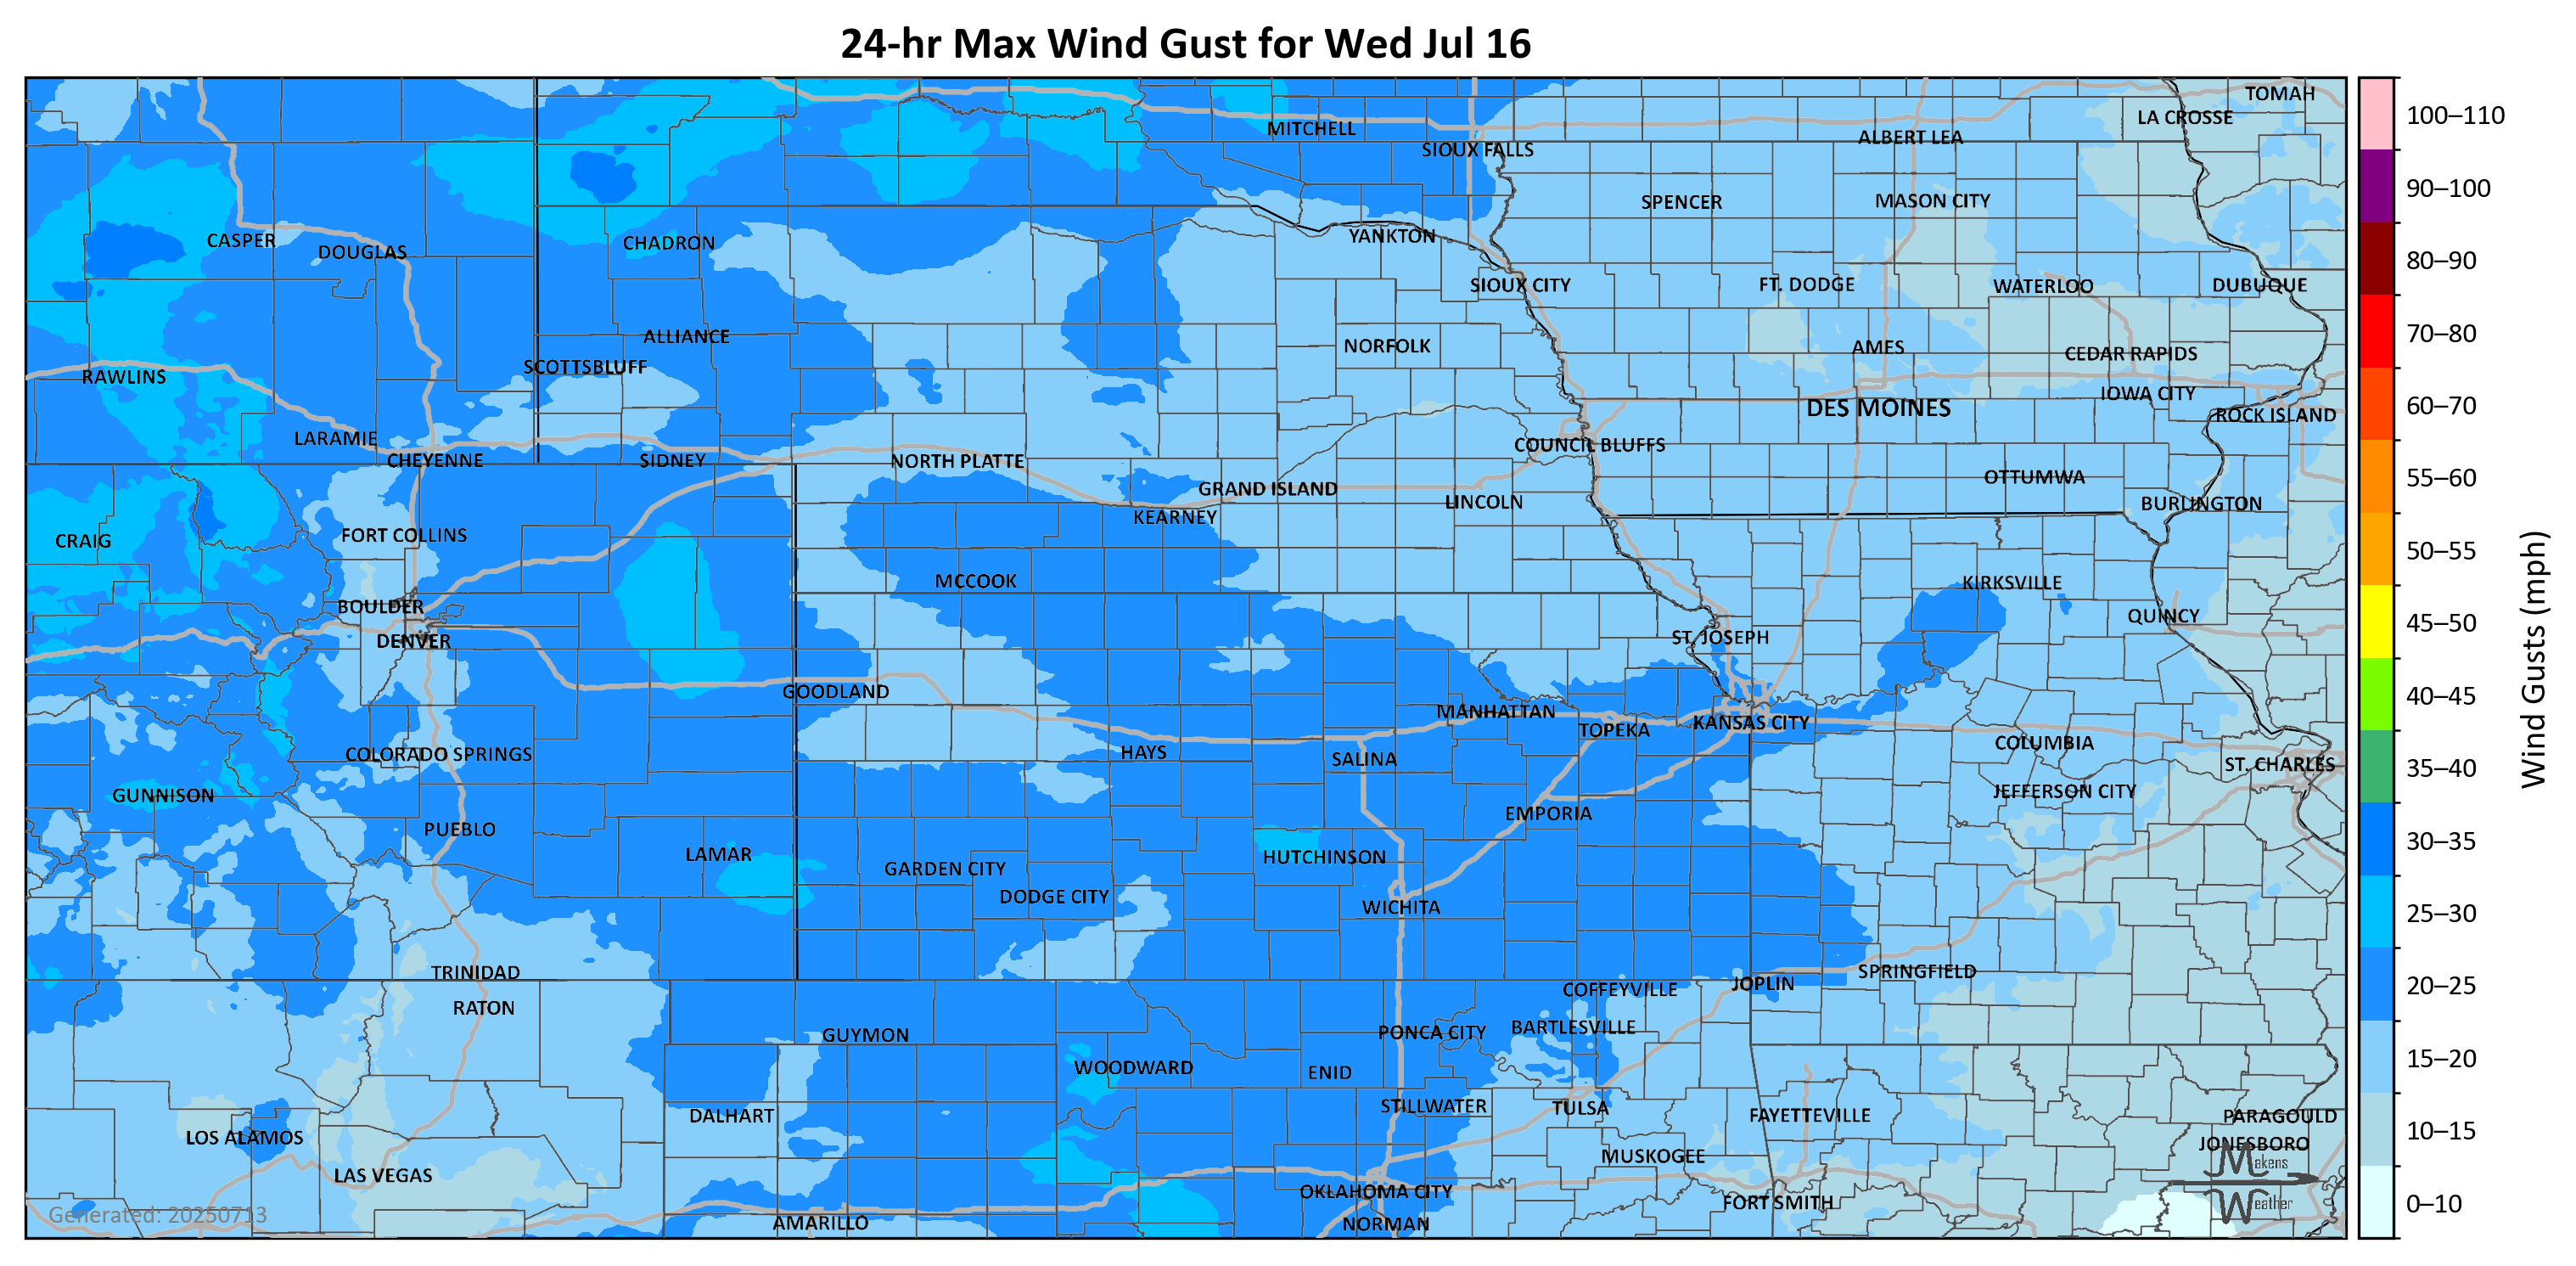 24-hr Max Wind Gust for Wed Jul 16
TOMAH
LA CROSSE
MITCHELL
ALBERT LEA
SIOUX FALLS
SPENCER
MASON CITY
CASPER
DOUGLAS
CHADRON
YANKTON
SIOUX CITY
FT. DODGE
WATERLOO
DUBUQUE
ALLIANCE
NORFOLK
AMES
CEDAR RAPIDS
SCOTTSBLUFF
RAWLINS
IOWA CITY
DES MOINES
ROCK ISLAND
LARAMIE
COUNCIL BLUFFS
CHEYENNE
SIDNEY
NORTH PLATTE
OTTUMWA
GRAND ISLAND
LINCOLN
BURLINGTON
KEARNEY
FORT COLLINS
CRAIG
MCCOOK
KIRKSVILLE
BOULDER
QUINCY
DENVER
ST. JOSEPH
GOODLAND
MANHATTAN
TOPEKA
KANSAS CITY
COLUMBIA
COLORADO SPRINGS
HAYS
SALINA
ST. CHARLES
GUNNISON
JEFFERSON CITY
EMPORIA
PUEBLO
LAMAR
HUTCHINSON
GARDEN CITY
DODGE CITY
WICHITA
TRINIDAD
SPRINGFIELD
JOPLIN
COFFEYVILLE
RATON
GUYMON
PONCA CITY
BARTLESVILLE
WOODWARD
ENID
STILLWATER
TULSA
DALHART
FAYETTEVILLE
PARAGOULD
LOS ALAMOS
JONESBORO
MUSKOGEE
LAS VEGAS
OKLAHOMA CITY
FORT SMITH
AMARILLO
NORMAN
Generated: 20250713
Makens
Weather
100–110
90–100
80–90
70–80
60–70
55–60
50–55
45–50
40–45
35–40
30–35
25–30
20–25
15–20
10–15
0–10
Wind Gusts (mph)